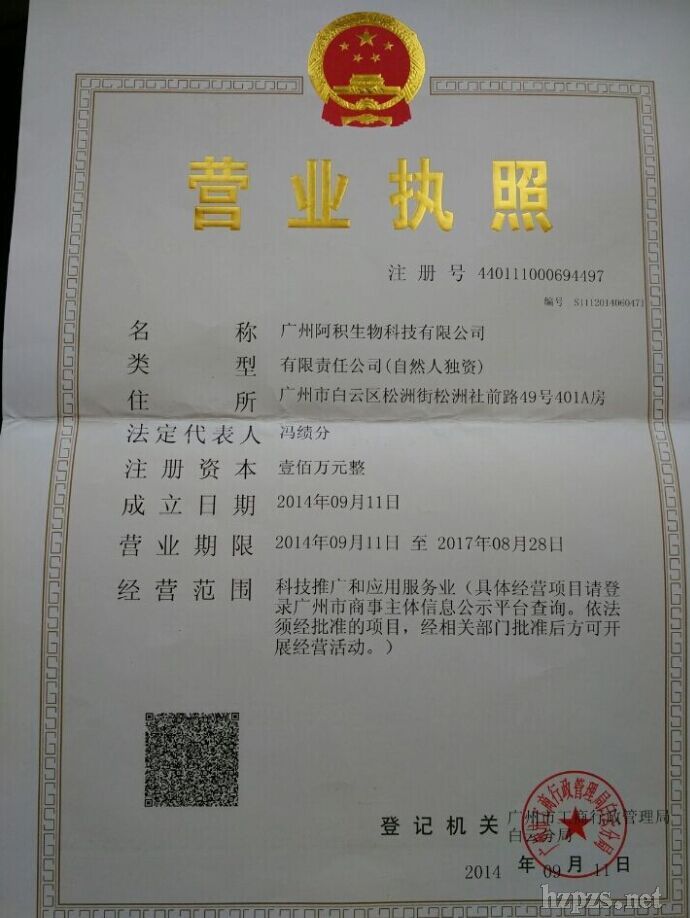 营业执照
注册号 440111000694497
编号 S1112014060471
名称 广州阿积生物科技有限公司
类型 有限责任公司(自然人独资)
住所 广州市白云区松洲街松洲社前路49号401A房
法定代表人 冯绩分
注册资本 壹佰万元整
成立日期 2014年09月11日
营业期限 2014年09月11日 至 2017年08月28日
经营范围 科技推广和应用服务业(具体经营项目请登
录广州市商事主体信息公示平台查询。依法
须经批准的项目,经相关部门批准后方可开
展经营活动。)
登记机关 广州市工商行政管理局
白云分局
2014 年 09 月 11 日
hzpzs.net